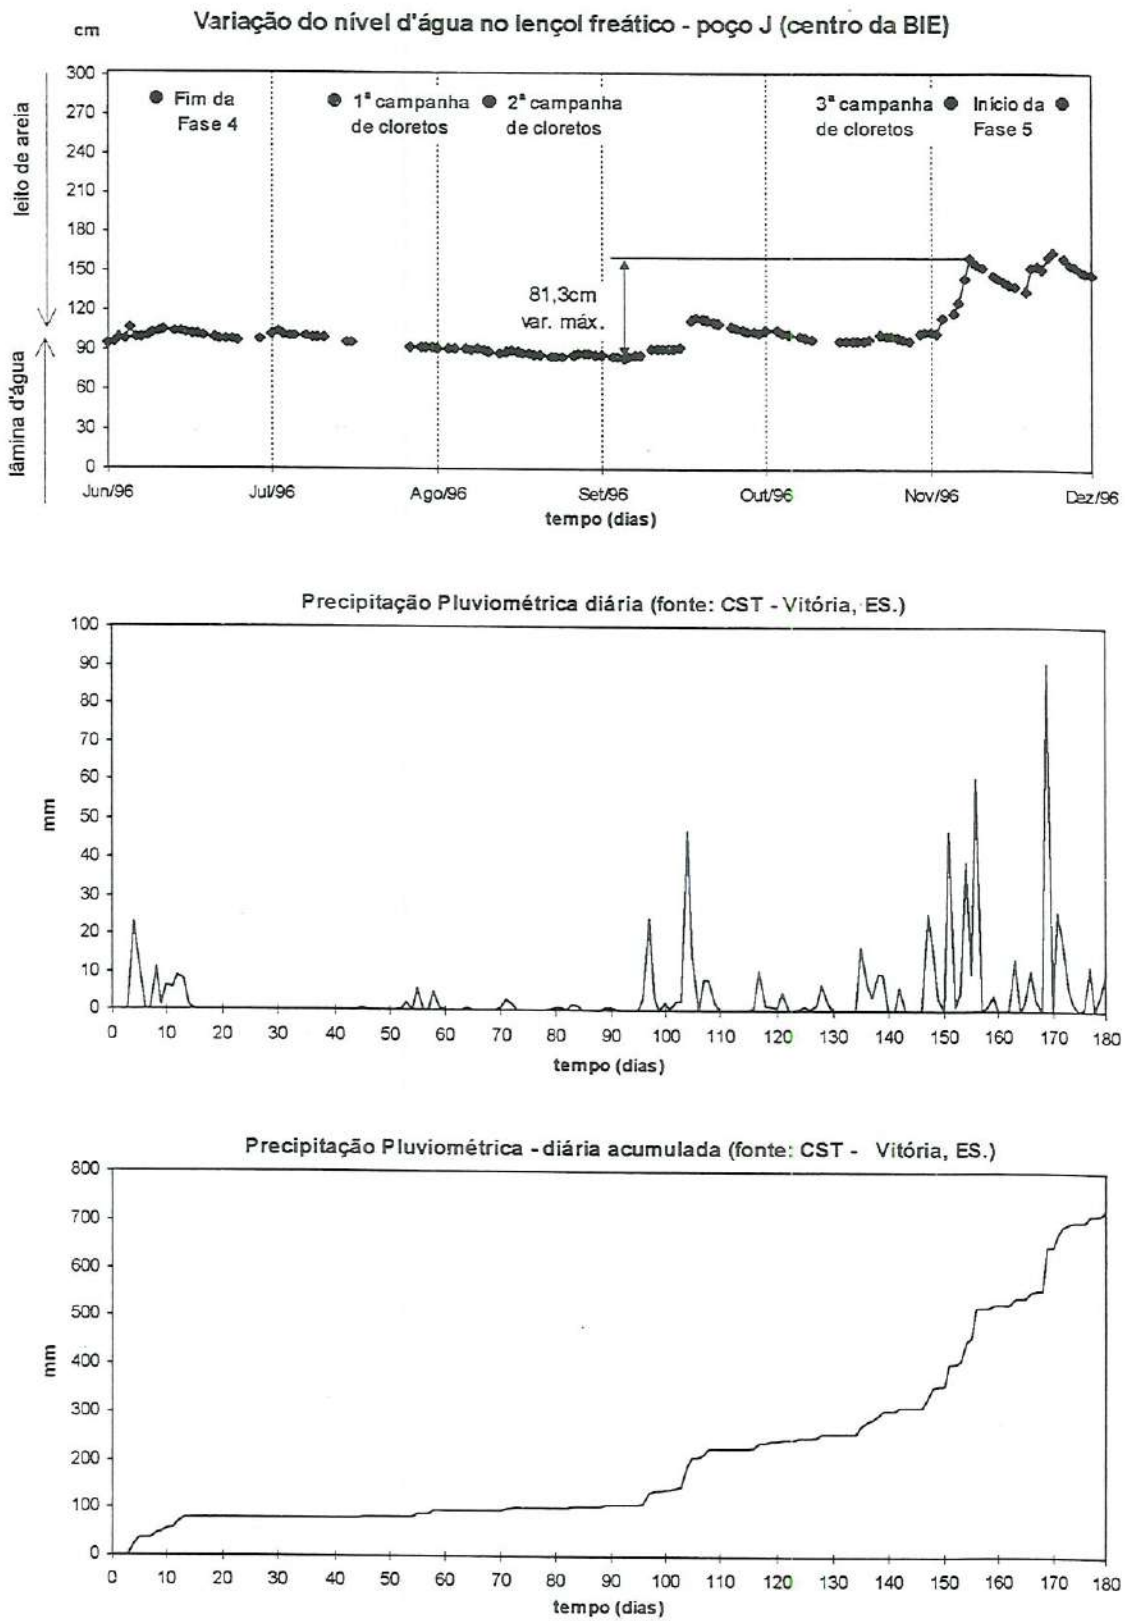 Variação do nível d'água no lençol freático - poço J (centro da BIE)
cm
300
270
240
210
180
150
120
90
60
30
0
leito de areia
lâmina d'água
Fim da
Fase 4
1ª campanha
de cloretos
2ª campanha
de cloretos
3ª campanha
de cloretos
Início da
Fase 5
81,3cm
var. máx.
Jun/96 Jul/96 Ago/96 Set/96 Out/96 Nov/96 Dez/96
tempo (dias)
Precipitação Pluviométrica diária (fonte: CST - Vitória, ES.)
100
90
80
70
60
50
40
30
20
10
0
mm
0 10 20 30 40 50 60 70 80 90 100 110 120 130 140 150 160 170 180
tempo (dias)
Precipitação Pluviométrica - diária acumulada (fonte: CST - Vitória, ES.)
800
700
600
500
400
300
200
100
0
mm
0 10 20 30 40 50 60 70 80 90 100 110 120 130 140 150 160 170 180
tempo (dias)